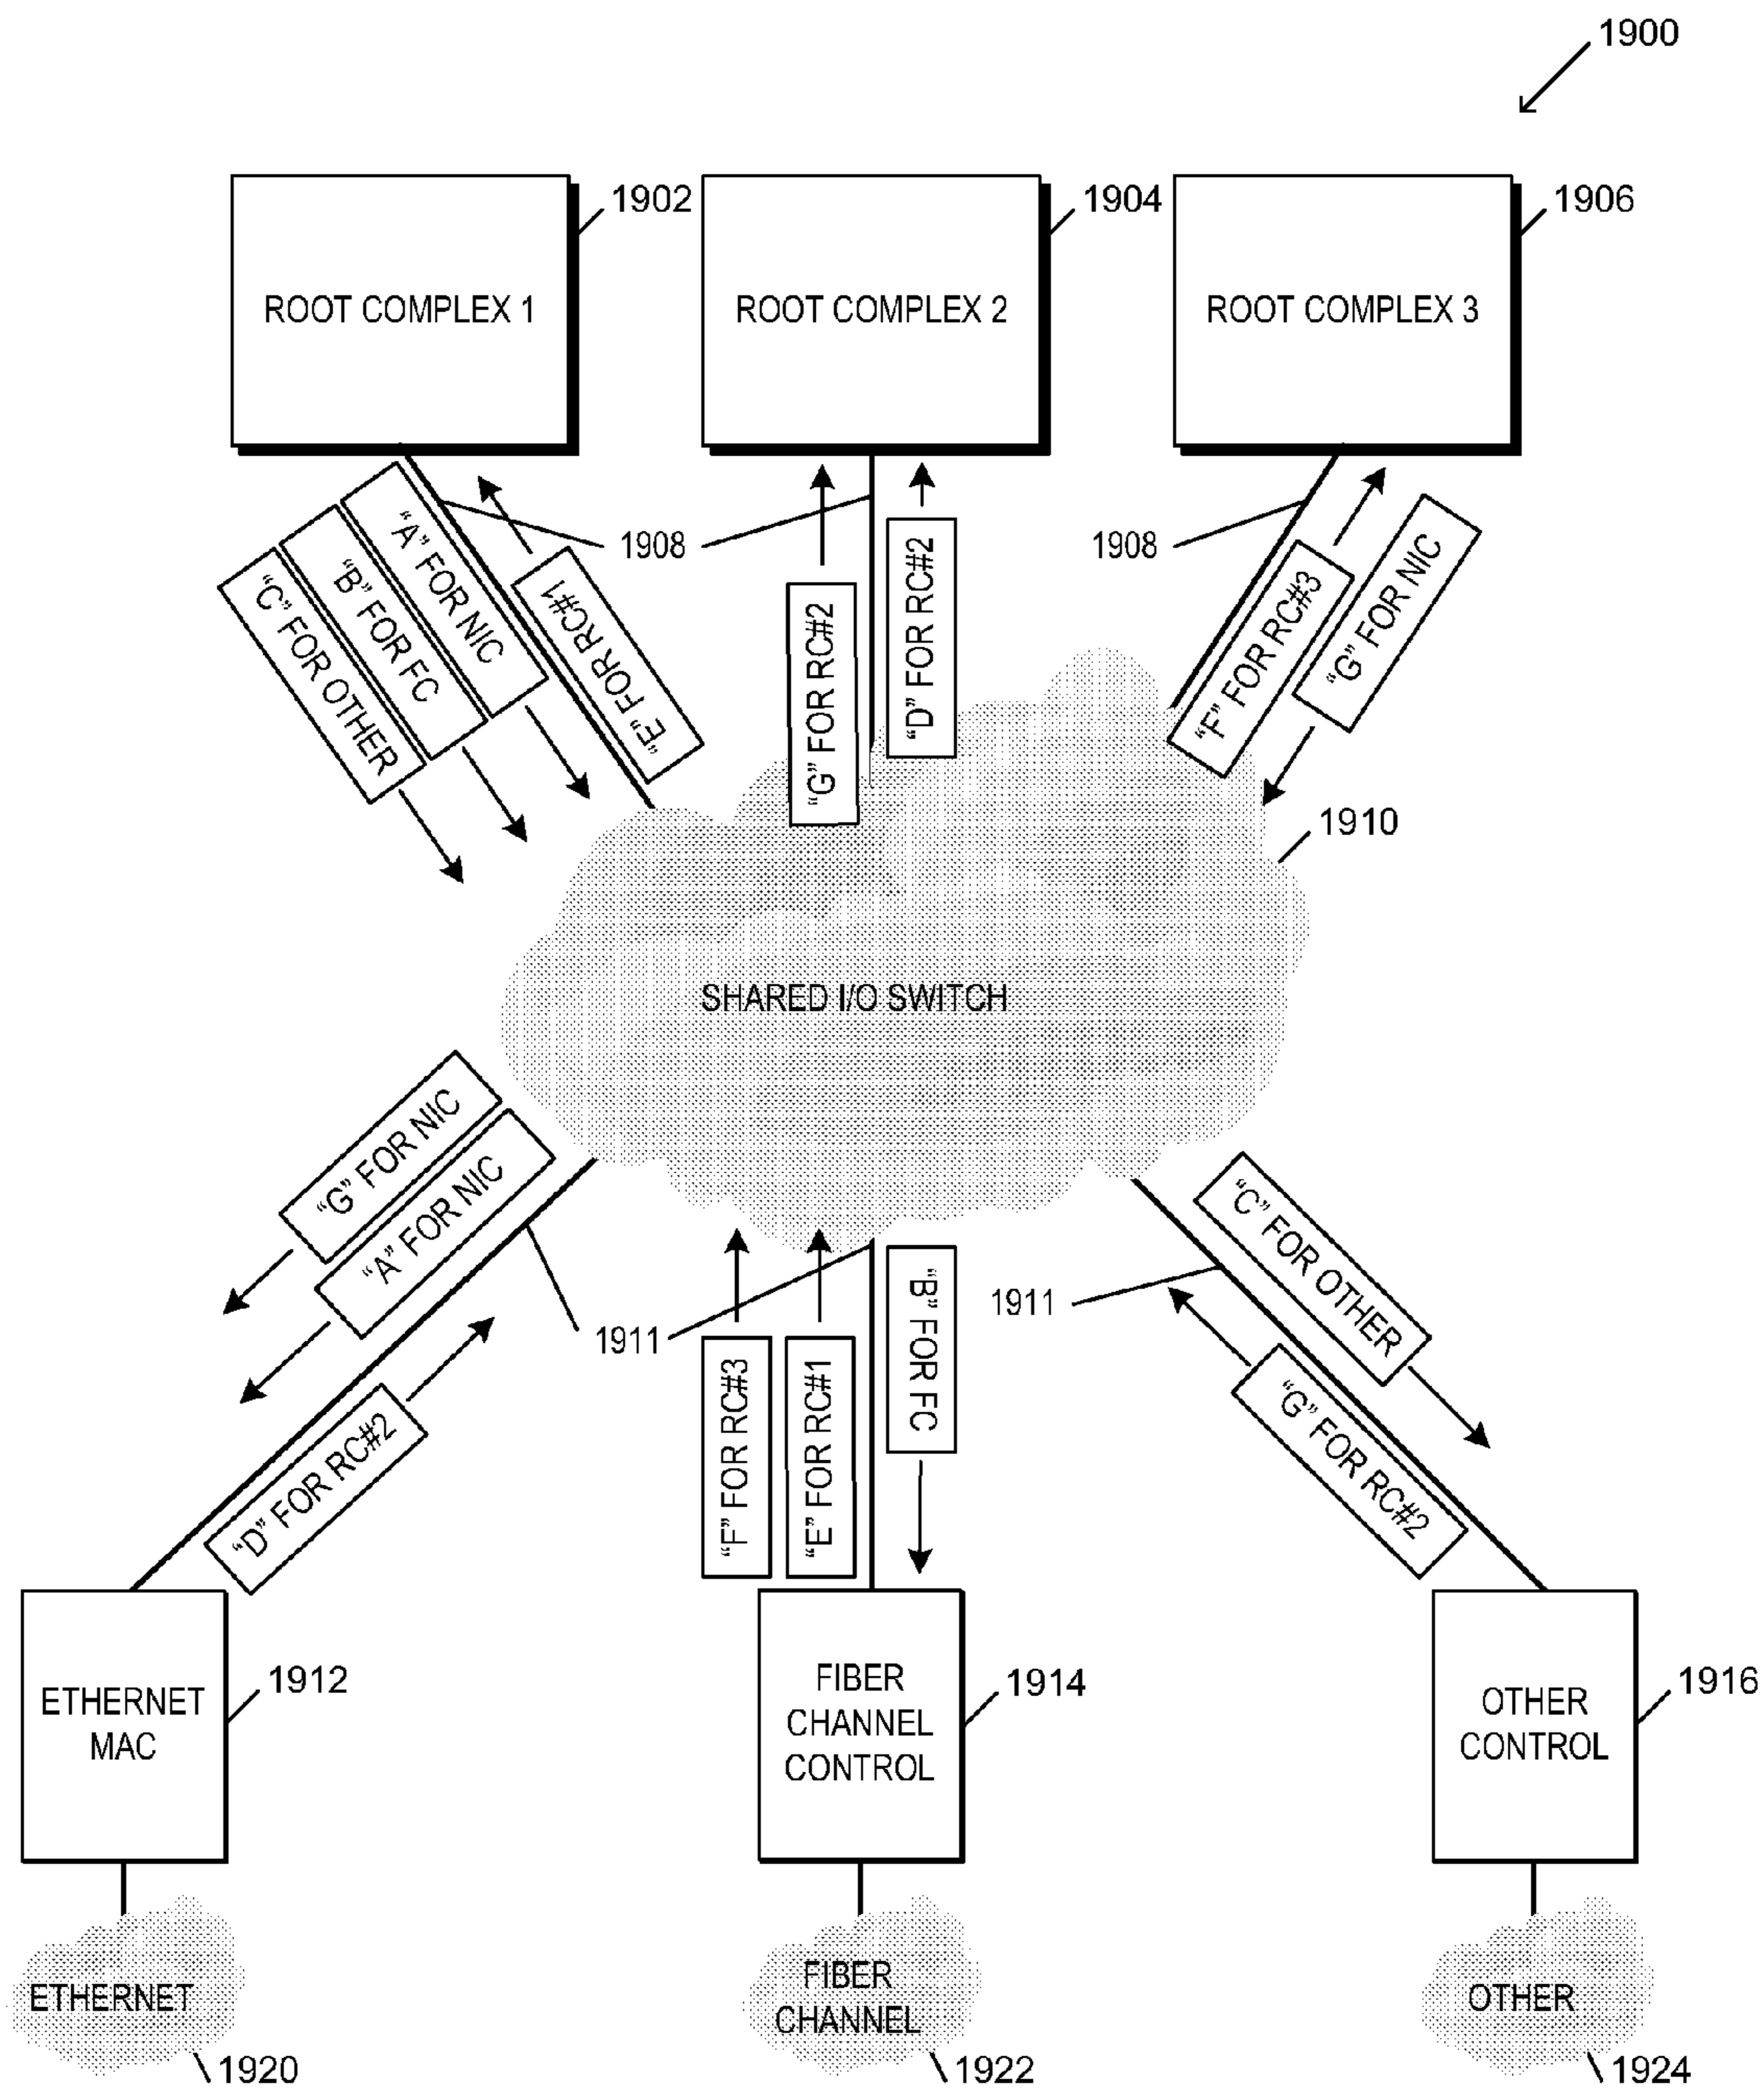 1900
1902
1904
1906
ROOT COMPLEX 1
ROOT COMPLEX 2
ROOT COMPLEX 3
1908
1908
"A" FOR NIC
"B" FOR FC
"C" FOR OTHER
"E" FOR RC#1
"G" FOR RC#2
"D" FOR RC#2
"F" FOR RC#3
"G" FOR NIC
1910
SHARED I/O SWITCH
"G" FOR NIC
"A" FOR NIC
"D" FOR RC#2
1911
"F" FOR RC#3
"E" FOR RC#1
"B" FOR FC
1911
"C" FOR OTHER
"G" FOR RC#2
ETHERNET
MAC
1912
FIBER
CHANNEL
CONTROL
1914
OTHER
CONTROL
1916
ETHERNET
1920
FIBER
CHANNEL
1922
OTHER
1924